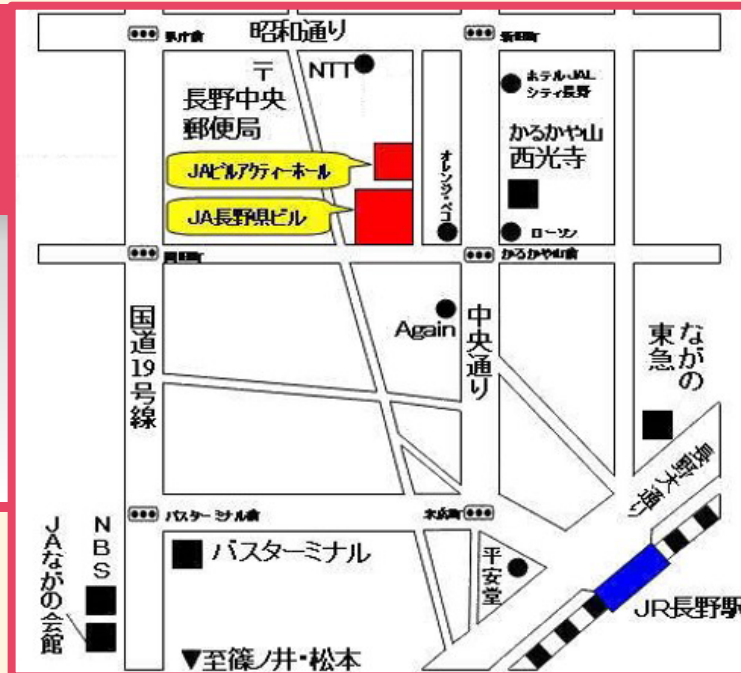 昭和通り
県庁前
新田町
〒
NTT
ホテルJAL
シティ長野
長野中央
郵便局
かるかや山
西光寺
JAビルアクティーホール
オレンジ・ペコ
JA長野県ビル
ローソン
岡田町
かるかや山前
国道19号線
Again
中央通り
ながの
東急
長野大通り
バスターミナル前
末広町
NBS
JAながの会館
バスターミナル
平安堂
JR長野駅
▼至篠ノ井・松本